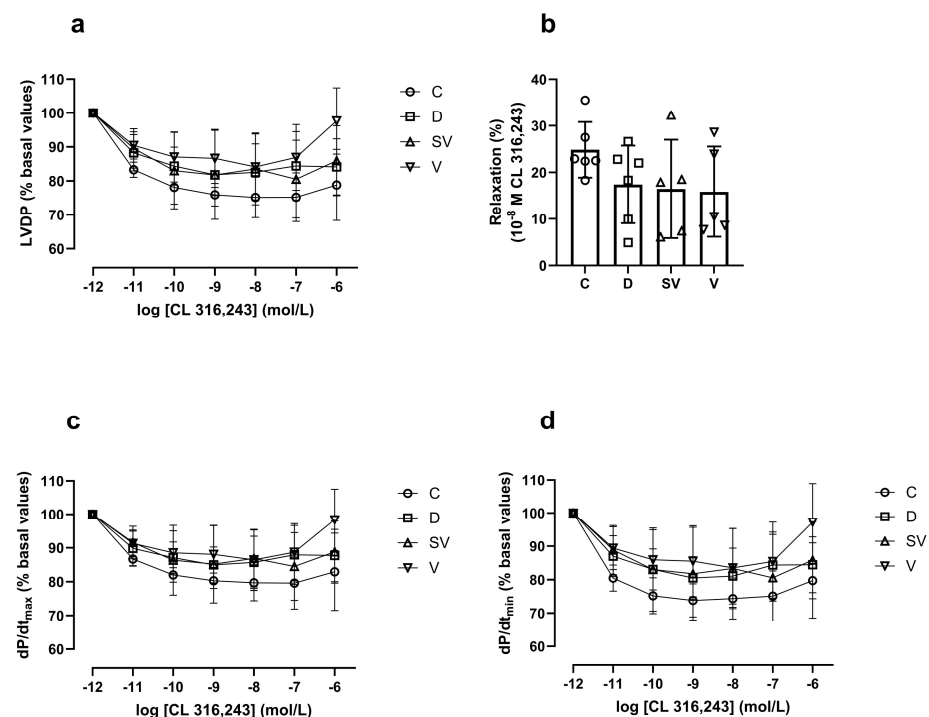 a
LVDP (% basal values)
110
100
90
80
70
60
-12 -11 -10 -9 -8 -7 -6
log [CL 316,243] (mol/L)
C
D
SV
V
b
Relaxation (%)
(10⁻⁸ M CL 316,243)
40
30
20
10
0
C D SV V
c
dP/dtₘₐₓ (% basal values)
110
100
90
80
70
60
-12 -11 -10 -9 -8 -7 -6
log [CL 316,243] (mol/L)
C
D
SV
V
d
dP/dtₘᵢₙ (% basal values)
110
100
90
80
70
60
-12 -11 -10 -9 -8 -7 -6
log [CL 316,243] (mol/L)
C
D
SV
V